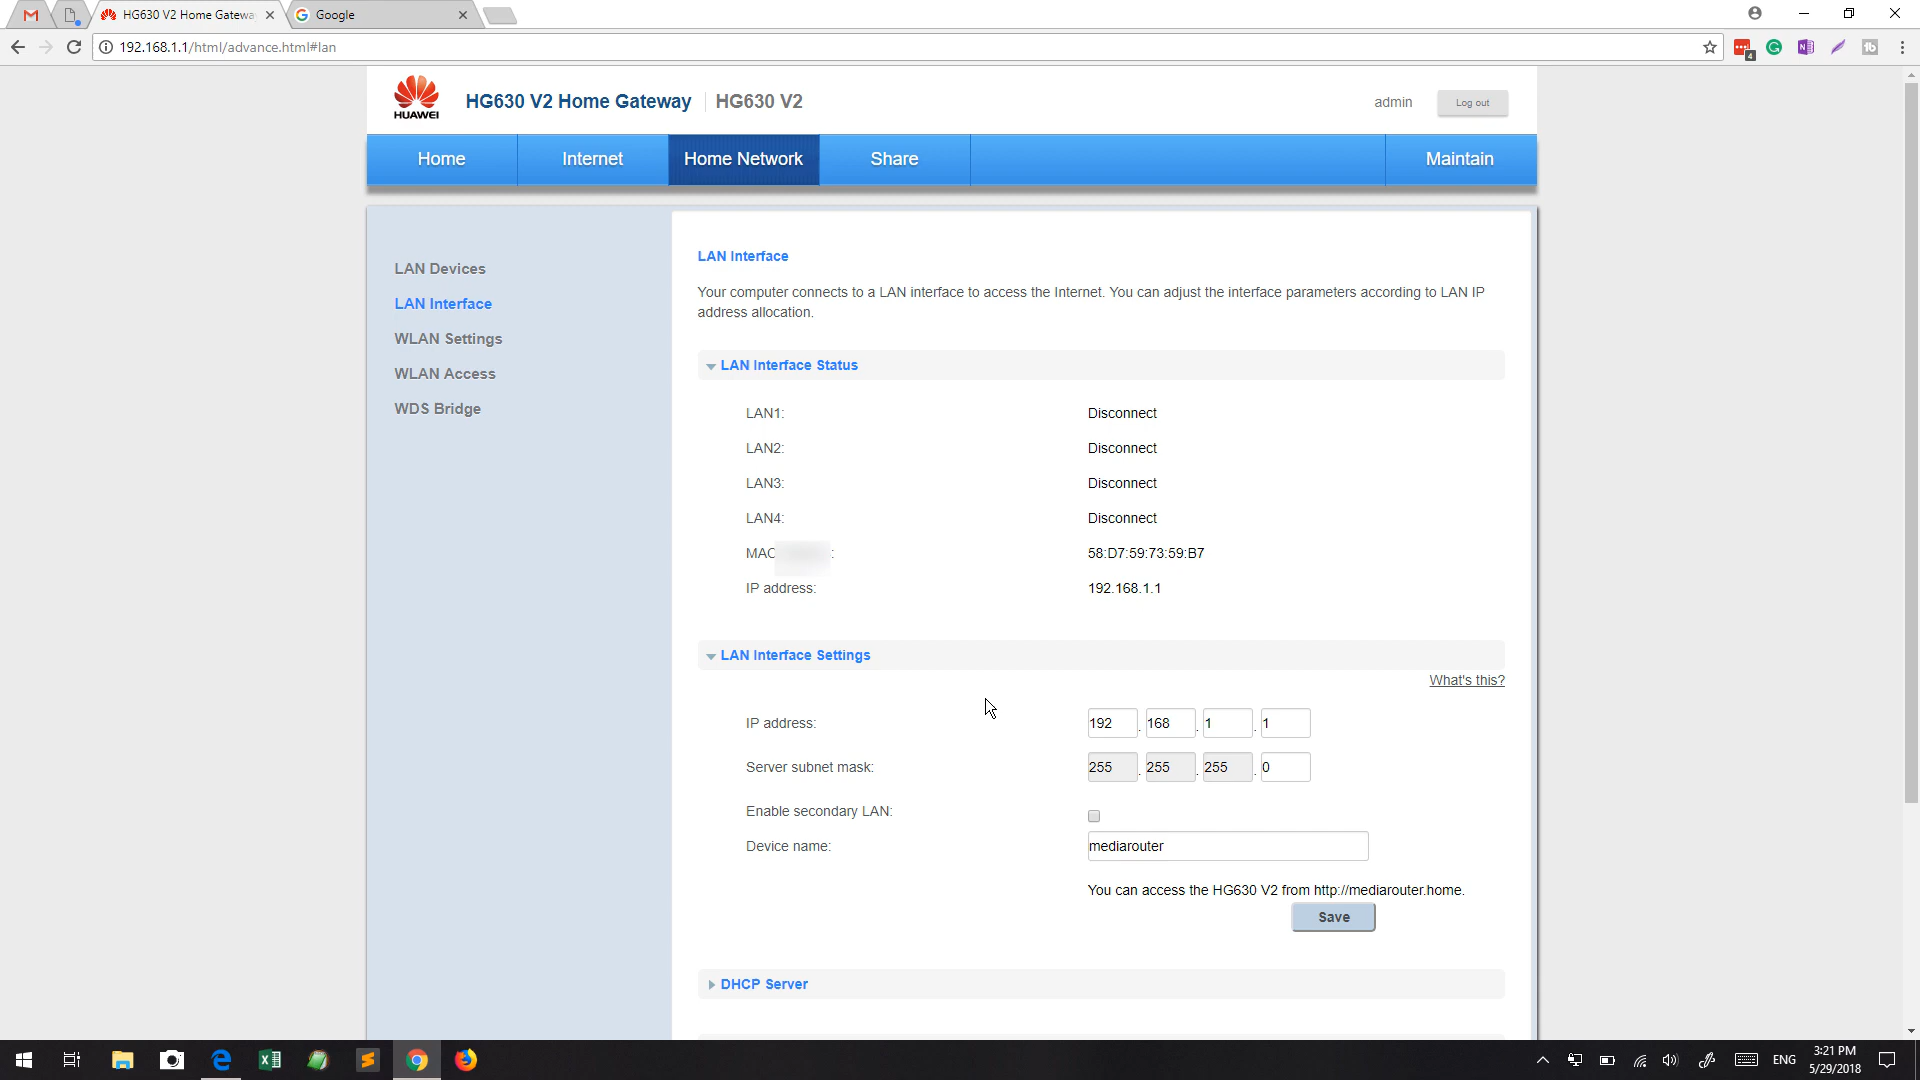 HG630 V2 Home Gateway
Google
192.168.1.1/html/advance.html#lan
4
HUAWEI
HG630 V2 Home Gateway HG630 V2
admin
Log out
Home Internet Home Network Share Maintain
LAN Devices
LAN Interface
WLAN Settings
WLAN Access
WDS Bridge
LAN Interface
Your computer connects to a LAN interface to access the Internet. You can adjust the interface parameters according to LAN IP
address allocation.
LAN Interface Status
LAN1: Disconnect
LAN2: Disconnect
LAN3: Disconnect
LAN4: Disconnect
MAC : 58:D7:59:73:59:B7
IP address: 192.168.1.1
LAN Interface Settings
What's this?
IP address: 192 . 168 . 1 . 1
Server subnet mask: 255 . 255 . 255 . 0
Enable secondary LAN:
Device name: mediarouter
You can access the HG630 V2 from http://mediarouter.home.
Save
DHCP Server
ENG
3:21 PM
5/29/2018